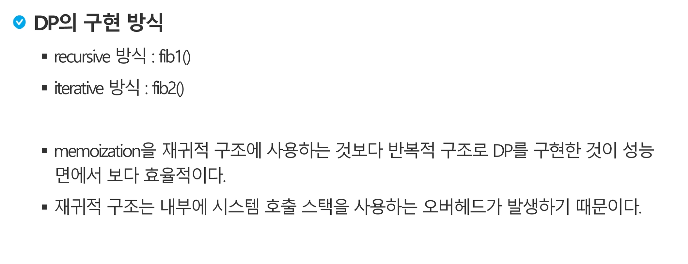 DP의 구현 방식
▪ recursive 방식 : fib1()
▪ iterative 방식 : fib2()
▪ memoization을 재귀적 구조에 사용하는 것보다 반복적 구조로 DP를 구현한 것이 성능
면에서 보다 효율적이다.
▪ 재귀적 구조는 내부에 시스템 호출 스택을 사용하는 오버헤드가 발생하기 때문이다.